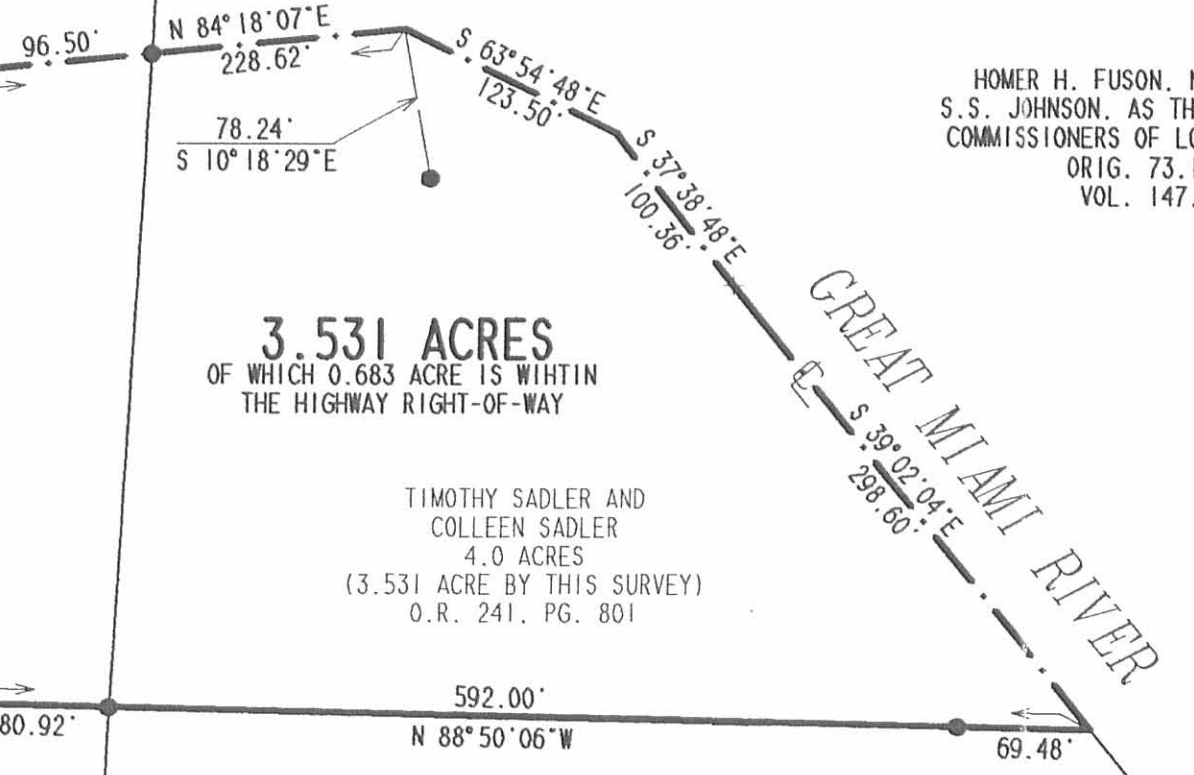 96.50'
N 84°18'07"E
228.62'
78.24'
S 10°18'29"E
S 63°54'48"E
123.50'
S 37°38'48"E
100.36'
HOMER H. FUSON.
S.S. JOHNSON. AS
COMMISSIONERS OF
ORIG. 73.
VOL. 147.
3.531 ACRES
OF WHICH 0.683 ACRE IS WIHTIN
THE HIGHWAY RIGHT-OF-WAY
GREAT MIAMI RIVER
S 39°02'04"E
298.60'
TIMOTHY SADLER AND
COLLEEN SADLER
4.0 ACRES
(3.531 ACRE BY THIS SURVEY)
O.R. 241. PG. 801
80.92'
592.00'
N 88°50'06"W
69.48'